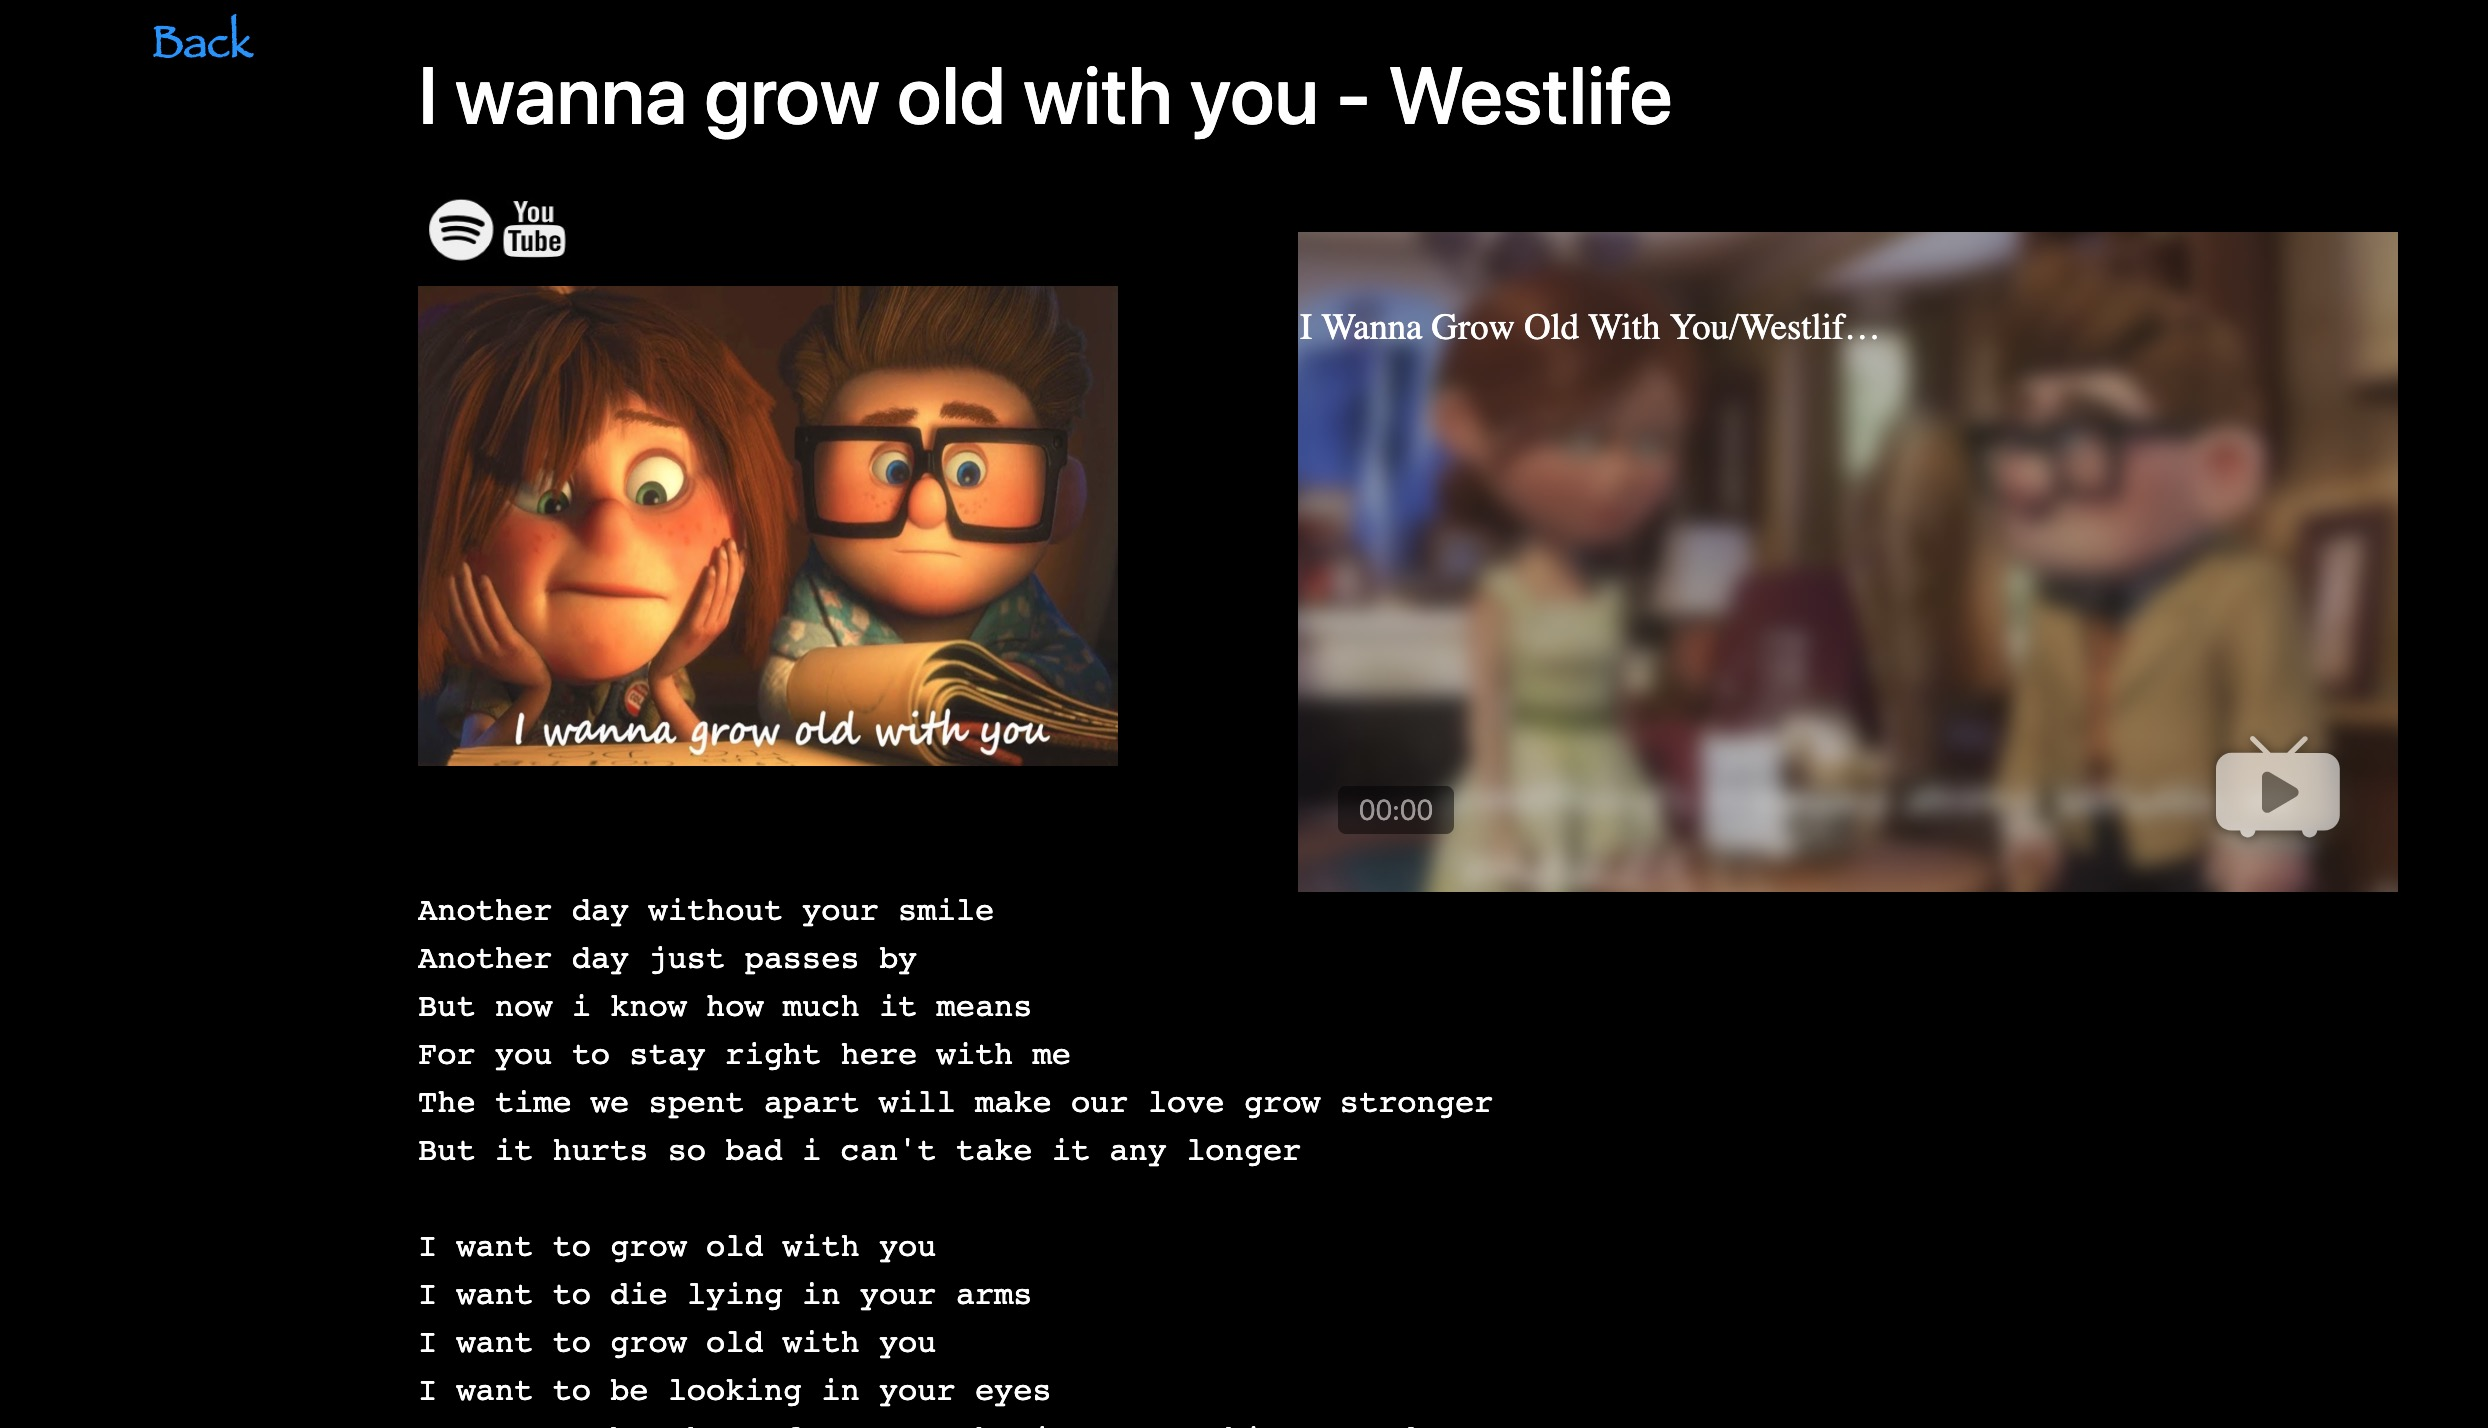 Back
I wanna grow old with you - Westlife
You
Tube
I Wanna Grow Old With You/Westlif...
I wanna grow old with you
00:00
Another day without your smile
Another day just passes by
But now i know how much it means
For you to stay right here with me
The time we spent apart will make our love grow stronger
But it hurts so bad i can't take it any longer
I want to grow old with you
I want to die lying in your arms
I want to grow old with you
I want to be looking in your eyes